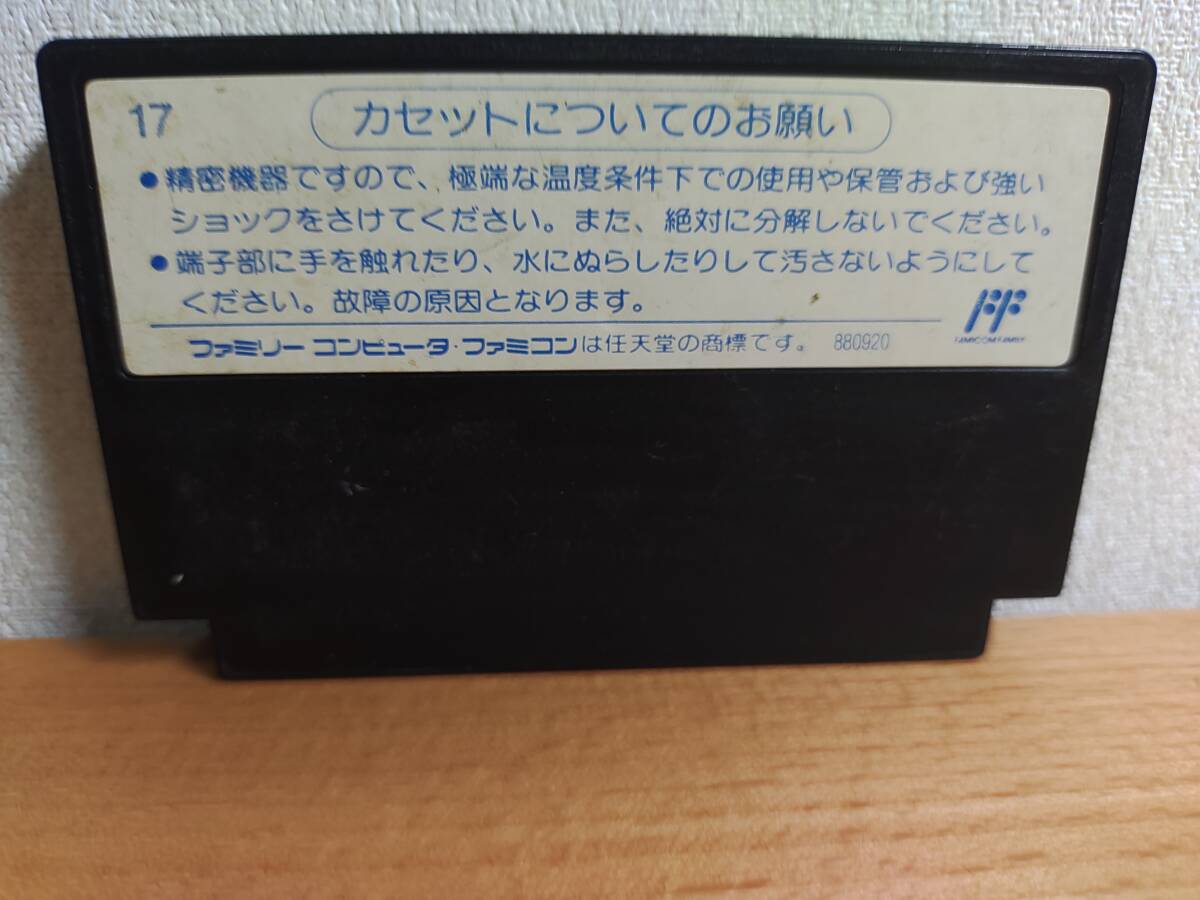 17
カセットについてのお願い
●精密機器ですので、極端な温度条件下での使用や保管および強い
ショックをさけてください。また、絶対に分解しないでください。
●端子部に手を触れたり、水にぬらしたりして汚さないようにして
ください。故障の原因となります。
FAMICOM FAMILY
ファミリーコンピュータ・ファミコンは任天堂の商標です。 880920